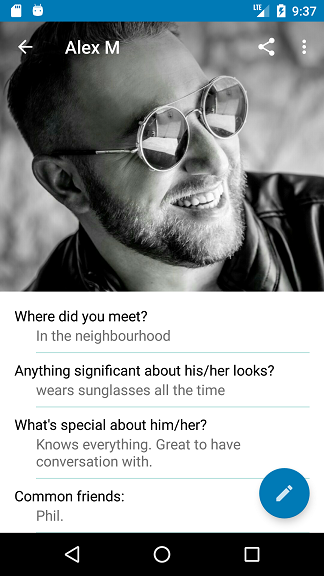 LTE 9:37
Alex M
Where did you meet?
In the neighbourhood
Anything significant about his/her looks?
wears sunglasses all the time
What's special about him/her?
Knows everything. Great to have
conversation with.
Common friends:
Phil.